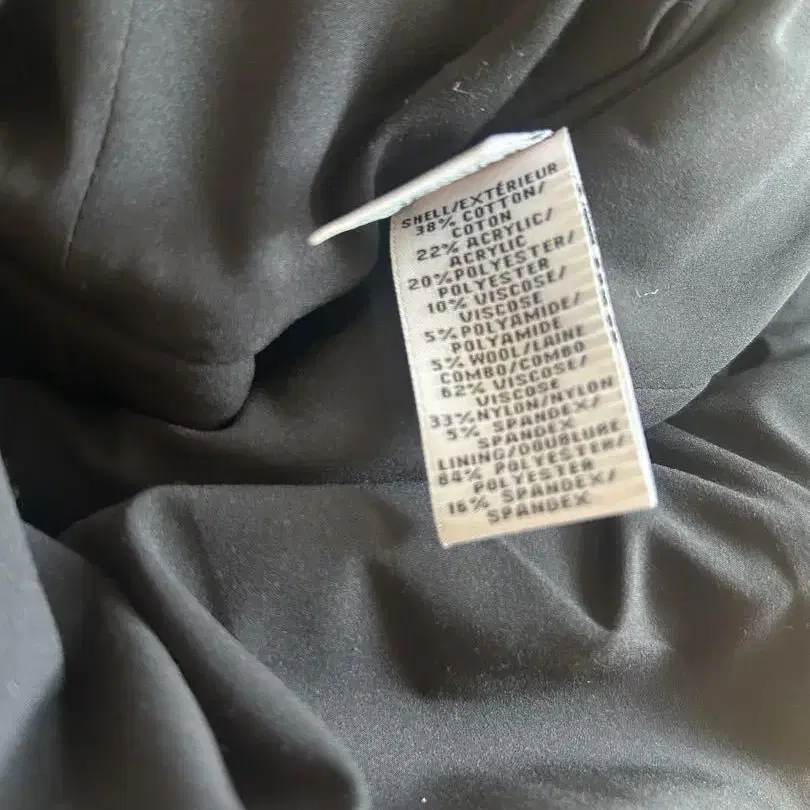 SHELL/EXTÉRIEUR
38% COTTON/
COTON
22% ACRYLIC/
ACRYLIC
20% POLYESTER/
POLYESTER
10% VISCOSE/
VISCOSE
5% POLYAMIDE/
POLYAMIDE
5% WOOL/LAINE
COMBO/COMBO
62% VISCOSE/
VISCOSE
33% NYLON/NYLON
5% SPANDEX/
SPANDEX
LINING/DOUBLURE
84% POLYESTER/
POLYESTER
16% SPANDEX/
SPANDEX